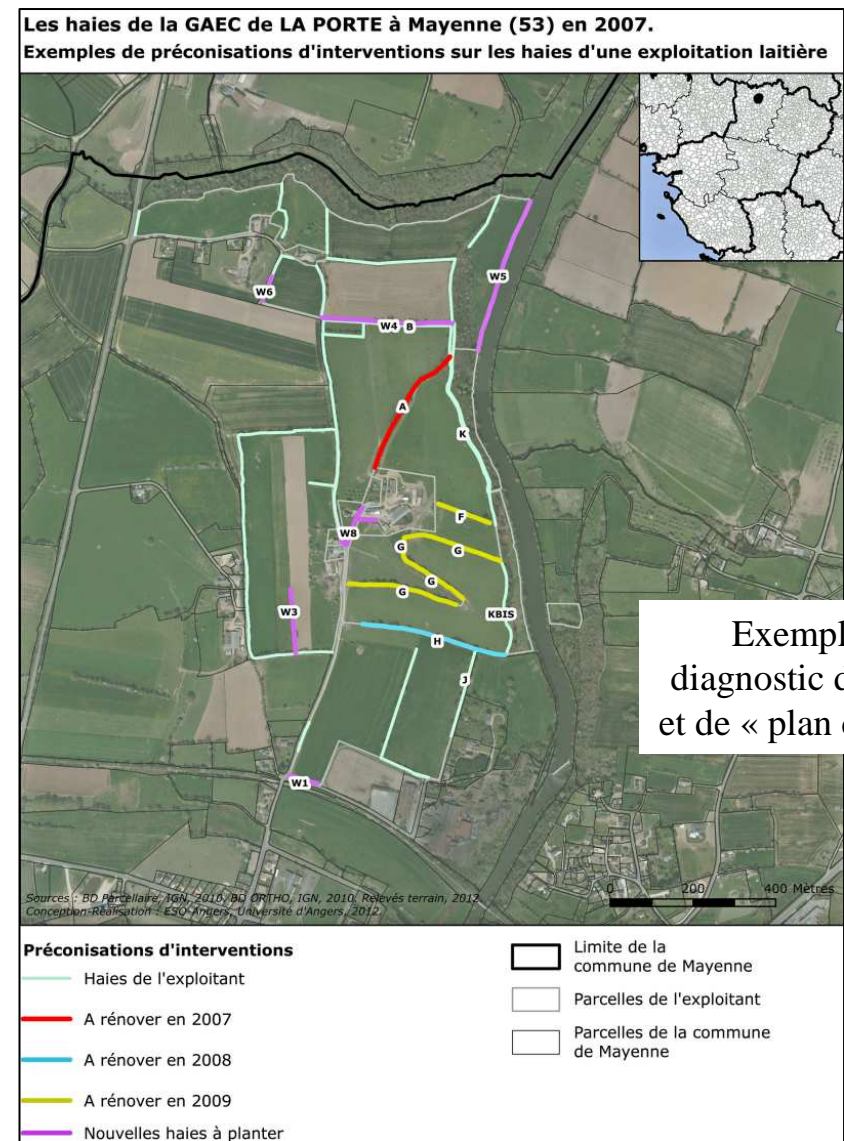 Les haies de la GAEC de LA PORTE à Mayenne (53) en 2007.
Exemples de préconisations d'interventions sur les haies d'une exploitation laitière
W5
W6
W4 B
A
K
F
W8
G
G
G
G
W3
KBIS
H
J
W1
Exempl
diagnostic d
et de « plan d
0 200 400 Mètres
Sources : BD Parcellaire, IGN, 2010, BD ORTHO, IGN, 2010. Relevés terrain, 2012.
Conception-Réalisation : ESO-Angers, Université d'Angers, 2012.
Préconisations d'interventions
Haies de l'exploitant
A rénover en 2007
A rénover en 2008
A rénover en 2009
Nouvelles haies à planter
Limite de la
commune de Mayenne
Parcelles de l'exploitant
Parcelles de la commune
de Mayenne